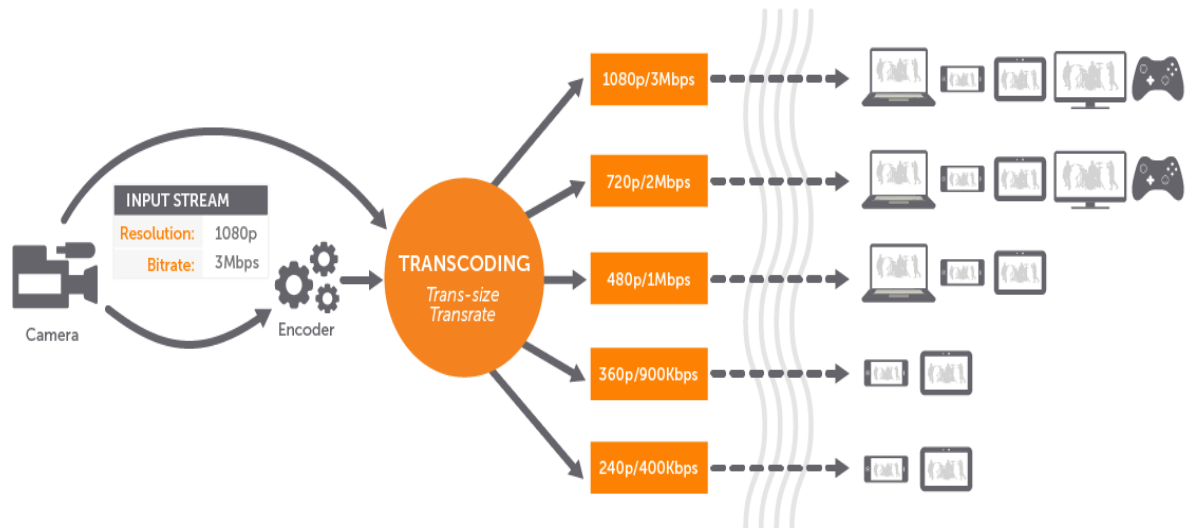 INPUT STREAM
Resolution: 1080p
Bitrate: 3Mbps
Camera
Encoder
TRANSCODING
Trans-size
Transrate
1080p/3Mbps
720p/2Mbps
480p/1Mbps
360p/900Kbps
240p/400Kbps